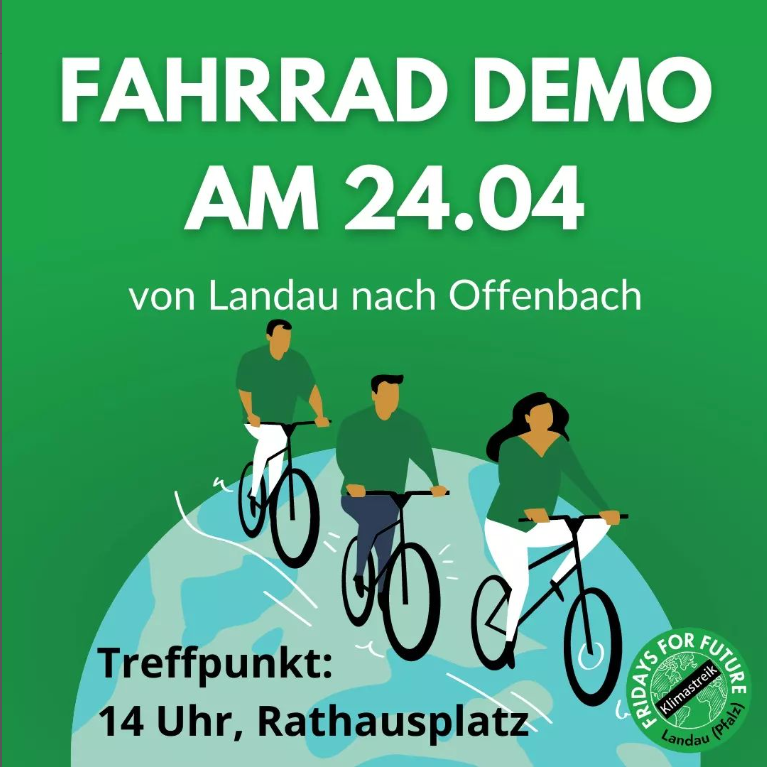 FAHRRAD DEMO
AM 24.04
von Landau nach Offenbach
Treffpunkt:
14 Uhr, Rathausplatz
FRIDAYS FOR FUTURE
Klimastreik
Landau (Pfalz)